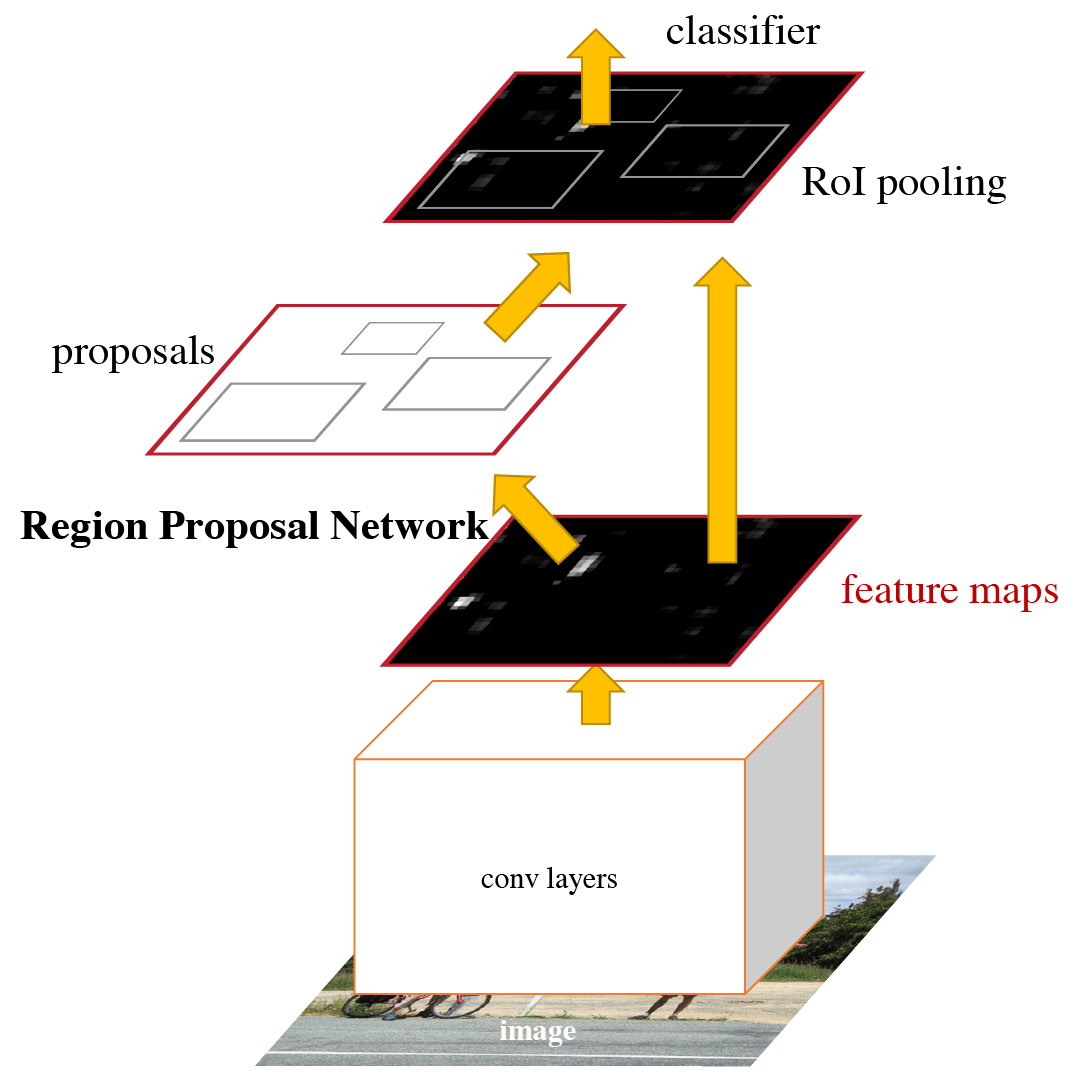 classifier
RoI pooling
proposals
Region Proposal Network
feature maps
conv layers
image